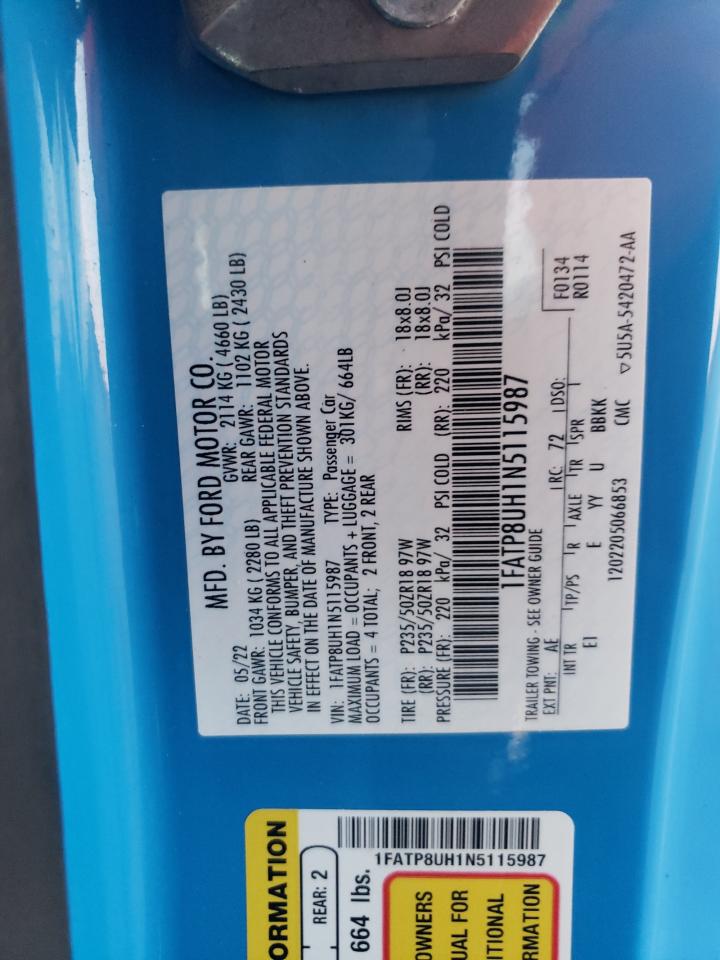 MFD. BY FORD MOTOR CO.
DATE: 05/22 GVWR: 2114 KG ( 4660 LB)
FRONT GAWR: 1034 KG ( 2280 LB) REAR GAWR: 1102 KG ( 2430 LB)
THIS VEHICLE CONFORMS TO ALL APPLICABLE FEDERAL MOTOR
VEHICLE SAFETY, BUMPER, AND THEFT PREVENTION STANDARDS
IN EFFECT ON THE DATE OF MANUFACTURE SHOWN ABOVE.
VIN: 1FATP8UH1N5115987 TYPE: Passenger Car
MAXIMUM LOAD = OCCUPANTS + LUGGAGE = 301KG/ 664LB
OCCUPANTS = 4 TOTAL; 2 FRONT, 2 REAR
TIRE (FR): P235/50ZR18 97W RIMS (FR): 18x8.0J
(RR): P235/50ZR18 97W (RR): 18x8.0J
PRESSURE (FR): 220 kPa/ 32 PSI COLD (RR): 220 kPa/ 32 PSI COLD
1FATP8UH1N5115987
TRAILER TOWING - SEE OWNER GUIDE
EXT PNT: AE RC: 72 DSO: F0134
R0114
INT TR TP/PS R AXLE TR SPR
EI E YY U BBKK
1202205066853 CMC ▽5U5A-5420472-AA
ORMATION
REAR: 2
664 lbs.
1FATP8UH1N5115987
OWNERS
UAL FOR
ITIONAL
RMATION